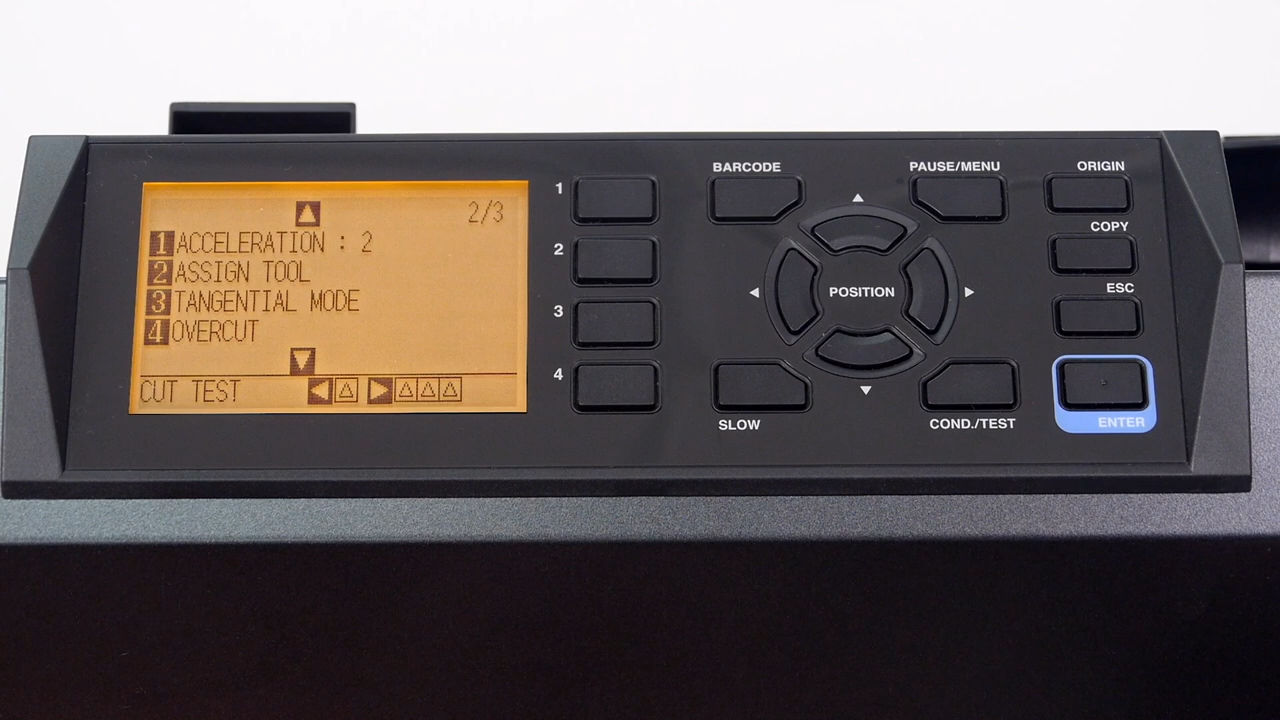 2/3
1 ACCELERATION : 2
2 ASSIGN TOOL
3 TANGENTIAL MODE
4 OVERCUT
CUT TEST
1
2
3
4
BARCODE
PAUSE/MENU
POSITION
SLOW
COND./TEST
ORIGIN
COPY
ESC
ENTER